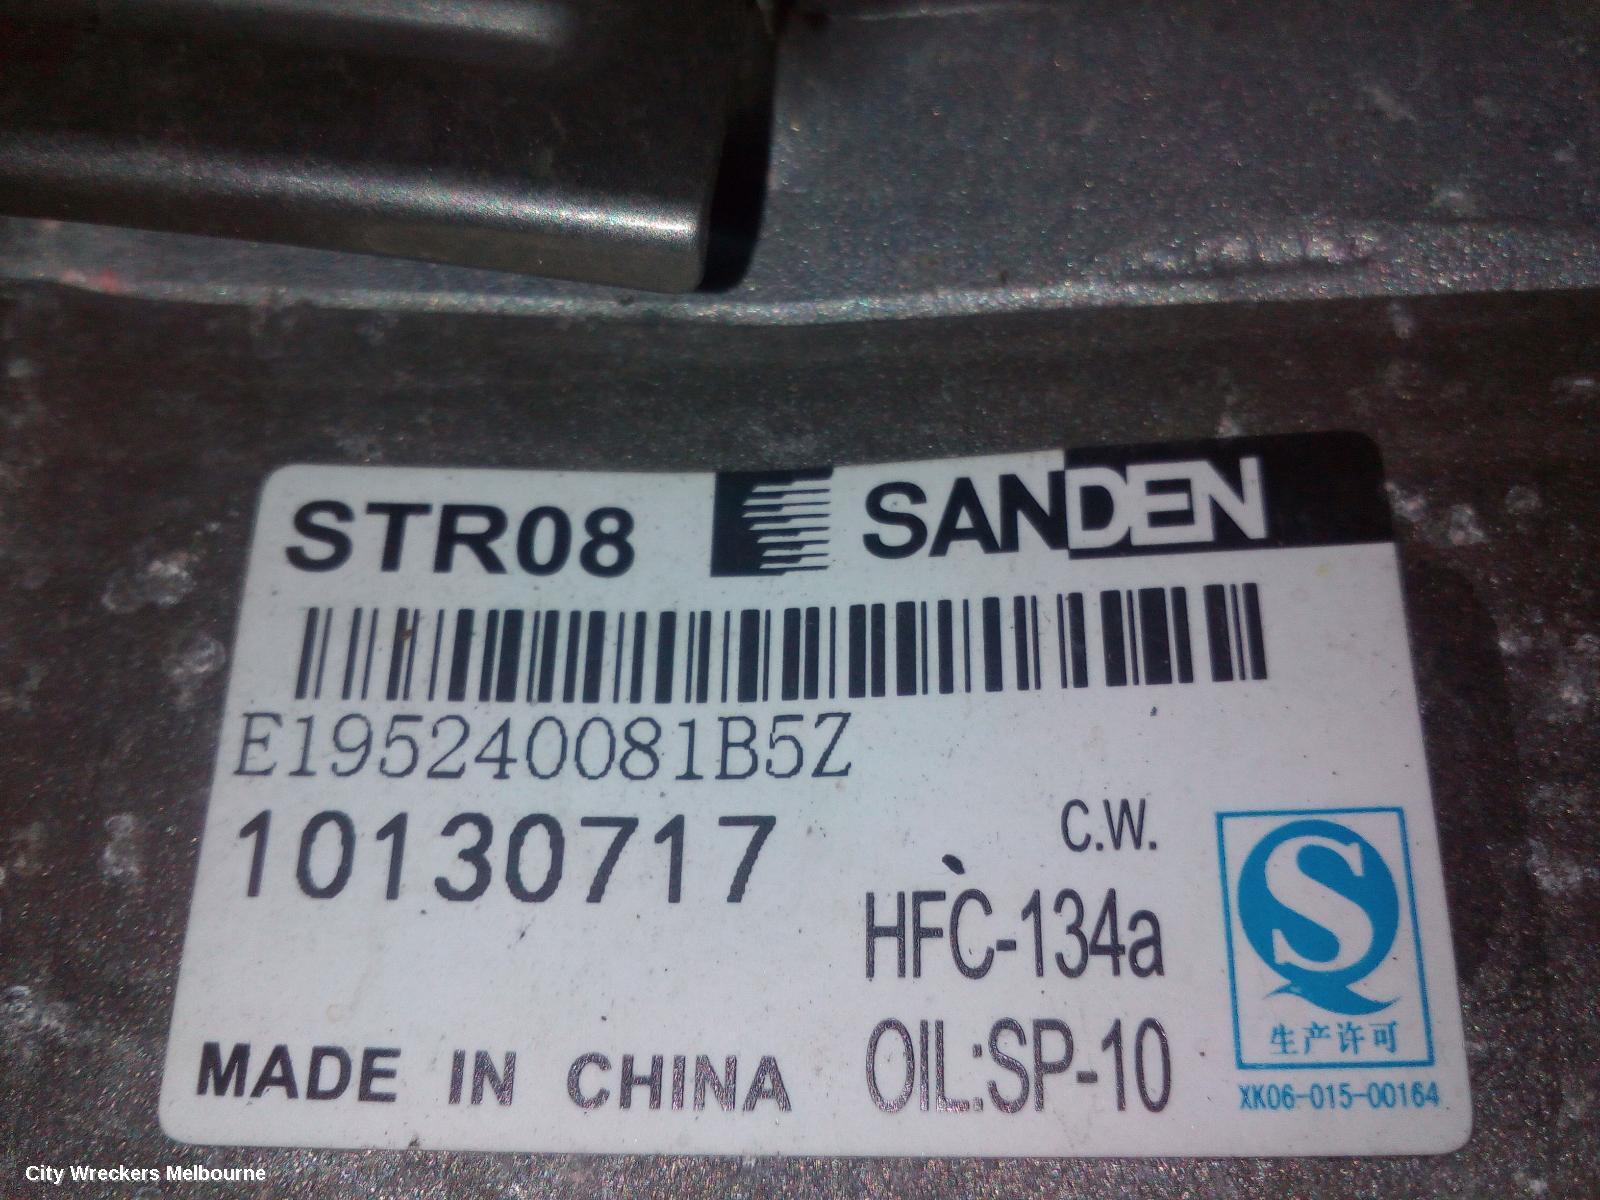 STR08 SANDEN
E195240081B5Z
10130717
C.W.
HFC-134a
OIL:SP-10
MADE IN CHINA
QS
生产许可
XK06-015-00164
City Wreckers Melbourne